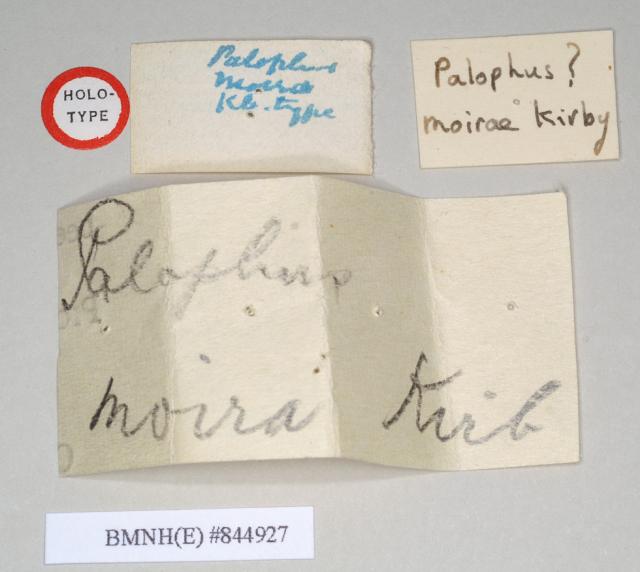 HOLO-
TYPE
Palophus
moira
Kb. type
Palophus?
moirae Kirby
Palophus
moira Kirb
BMNH(E) #844927